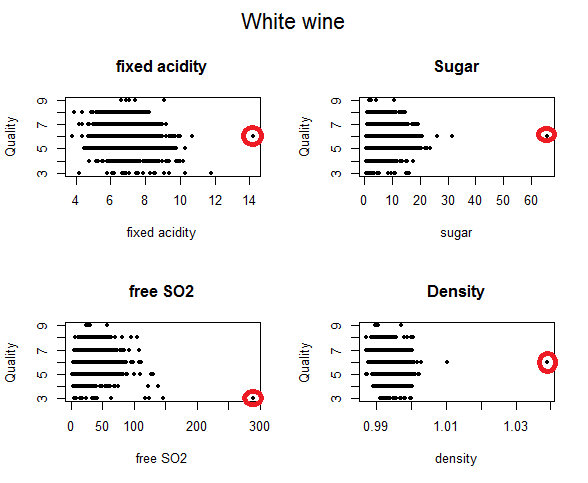 White wine
fixed acidity
Quality
3 5 7 9
4 6 8 10 12 14
fixed acidity
Sugar
Quality
3 5 7 9
0 10 20 30 40 50 60
sugar
free SO2
Quality
3 5 7 9
0 50 100 200 300
free SO2
Density
Quality
3 5 7 9
0.99 1.01 1.03
density